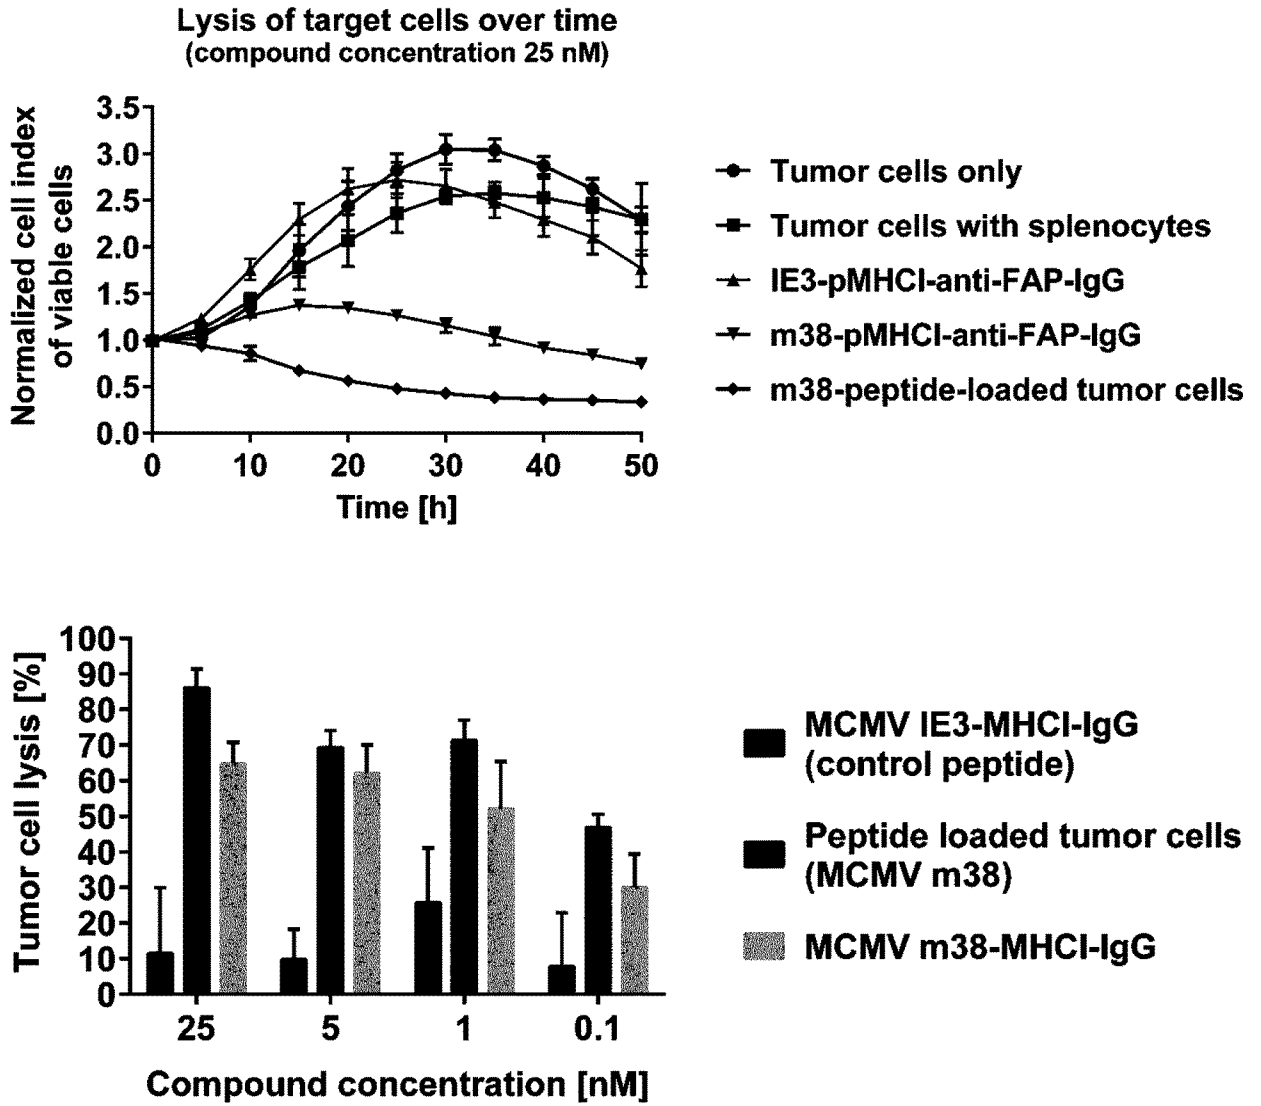 Lysis of target cells over time
(compound concentration 25 nM)
Normalized cell index
of viable cells
3.5
3.0
2.5
2.0
1.5
1.0
0.5
0.0
0 10 20 30 40 50
Time [h]
Tumor cells only
Tumor cells with splenocytes
IE3-pMHCI-anti-FAP-IgG
m38-pMHCI-anti-FAP-IgG
m38-peptide-loaded tumor cells
Tumor cell lysis [%]
100
90
80
70
60
50
40
30
20
10
0
25 5 1 0.1
Compound concentration [nM]
MCMV IE3-MHCI-IgG
(control peptide)
Peptide loaded tumor cells
(MCMV m38)
MCMV m38-MHCI-IgG